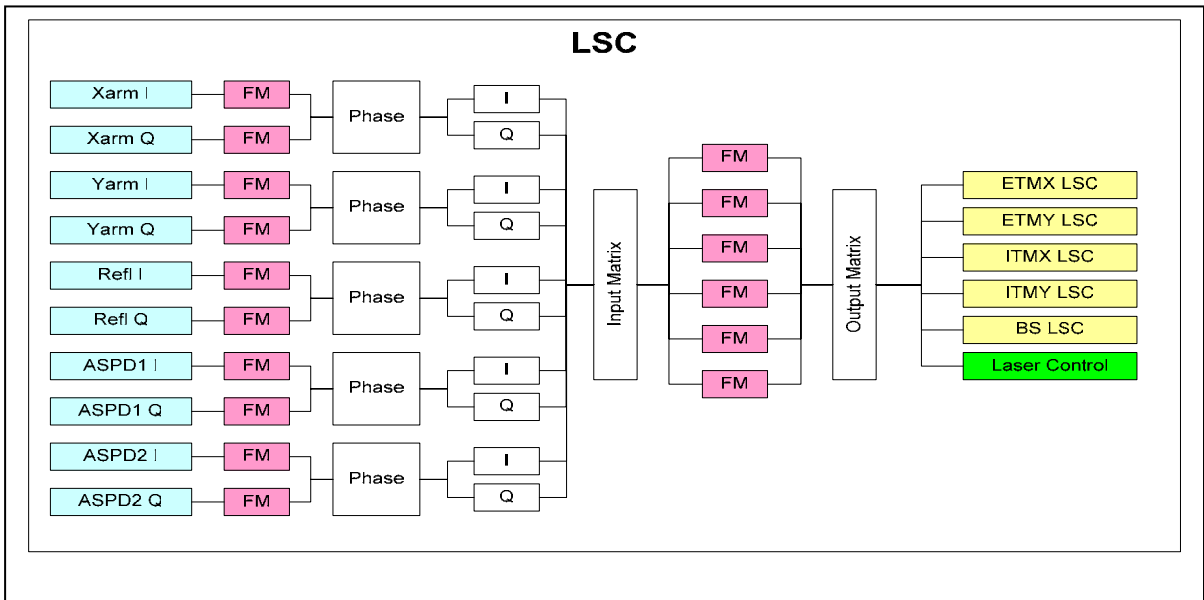 LSC
Xarm I
FM
Xarm Q
FM
Phase
I
Q
Yarm I
FM
Yarm Q
FM
Phase
I
Q
Refl I
FM
Refl Q
FM
Phase
I
Q
ASPD1 I
FM
ASPD1 Q
FM
Phase
I
Q
ASPD2 I
FM
ASPD2 Q
FM
Phase
I
Q
Input Matrix
FM
FM
FM
FM
FM
FM
Output Matrix
ETMX LSC
ETMY LSC
ITMX LSC
ITMY LSC
BS LSC
Laser Control